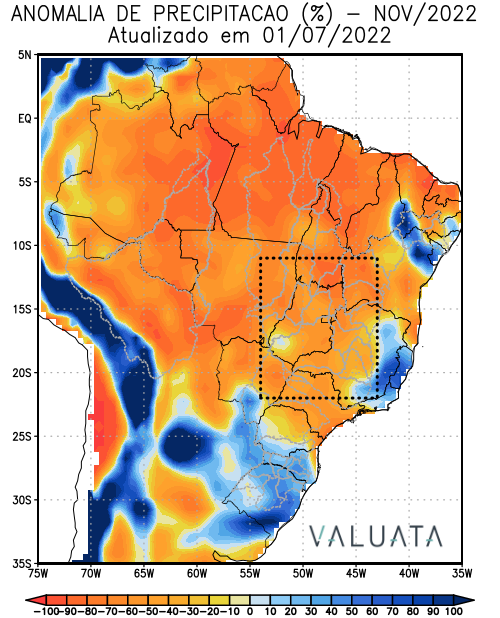 ANOMALIA DE PRECIPITACAO (%) – NOV/2022
Atualizado em 01/07/2022
5N
EQ
5S
10S
15S
20S
25S
30S
35S
VALUATA
75W 70W 65W 60W 55W 50W 45W 40W 35W
-100 -90 -80 -70 -60 -50 -40 -30 -20 -10 0 10 20 30 40 50 60 70 80 90 100